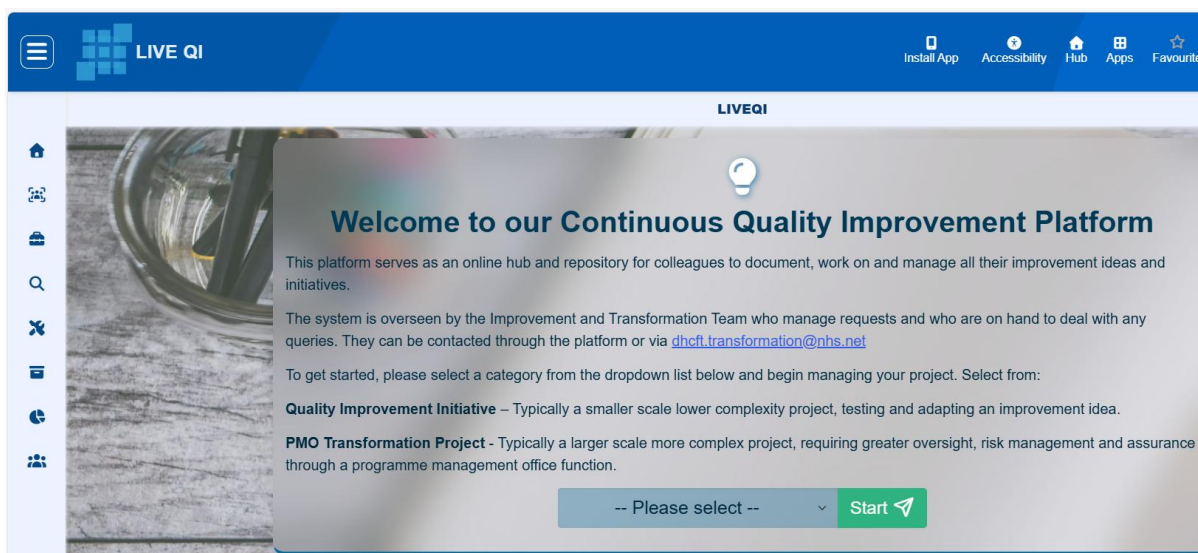 LIVE QI
Install App
Accessibility
Hub
Apps
Favourite
LIVEQI
Welcome to our Continuous Quality Improvement Platform
This platform serves as an online hub and repository for colleagues to document, work on and manage all their improvement ideas and
initiatives.
The system is overseen by the Improvement and Transformation Team who manage requests and who are on hand to deal with any
queries. They can be contacted through the platform or via dhcft.transformation@nhs.net
To get started, please select a category from the dropdown list below and begin managing your project. Select from:
Quality Improvement Initiative – Typically a smaller scale lower complexity project, testing and adapting an improvement idea.
PMO Transformation Project - Typically a larger scale more complex project, requiring greater oversight, risk management and assurance
through a programme management office function.
-- Please select --
Start